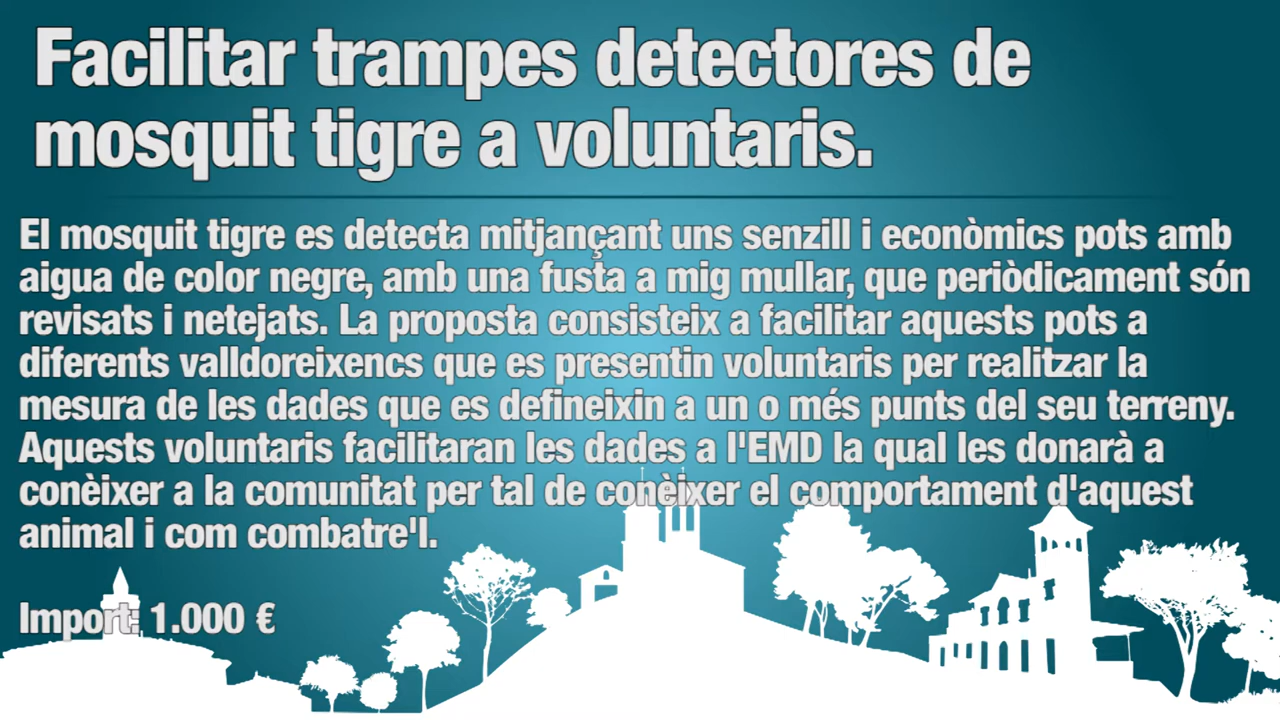 Facilitar trampes detectores de
mosquit tigre a voluntaris.
El mosquit tigre es detecta mitjançant uns senzill i econòmics pots amb
aigua de color negre, amb una fusta a mig mullar, que periòdicament són
revisats i netejats. La proposta consisteix a facilitar aquests pots a
diferents valldoreixencs que es presentin voluntaris per realitzar la
mesura de les dades que es defineixin a un o més punts del seu terreny.
Aquests voluntaris facilitaran les dades a l'EMD la qual les donarà a
conèixer a la comunitat per tal de conèixer el comportament d'aquest
animal i com combatre'l.
Import: 1.000 €